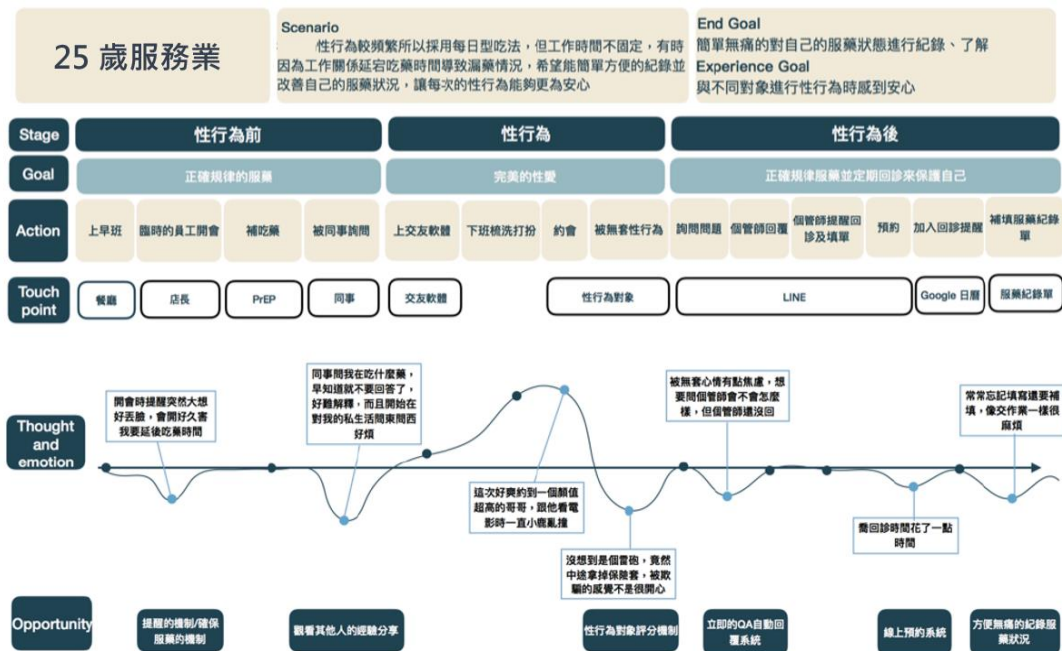 25 歲服務業
Scenario
性行為較頻繁所以採用每日型吃法，但工作時間不固定，有時
因為工作關係延宕吃藥時間導致漏藥情況，希望能簡單方便的紀錄並
改善自己的服藥狀況，讓每次的性行為能夠更為安心
End Goal
簡單無痛的對自己的服藥狀態進行紀錄、了解
Experience Goal
與不同對象進行性行為時感到安心
Stage
性行為前
性行為
性行為後
Goal
正確規律的服藥
完美的性愛
正確規律服藥並定期回診來保護自己
Action
上早班
臨時的員工開會
補吃藥
被同事詢問
上交友軟體
下班梳洗打扮
約會
被無套性行為
詢問問題
個管師回覆
個管師提醒回
診及填單
預約
加入回診提醒
補填服藥紀錄
單
Touch
point
餐廳
店長
PrEP
同事
交友軟體
性行為對象
LINE
Google 日曆
服藥紀錄單
Thought
and
emotion
開會時提醒突然大想
好丟臉，會開好久害
我要延後吃藥時間
同事問我在吃什麼藥，
早知道就不要回答了，
好難解釋，而且開始在
對我的私生活問東問西
好煩
這次好爽約到一個顏值
超高的哥哥，跟他看電
影時一直小鹿亂撞
沒想到是個雷砲，竟然
中途拿掉保險套，被欺
騙的感覺不是很開心
被無套心情有點焦慮，想
要問個管師會不會怎麼
樣，但個管師還沒回
喬回診時間花了一點
時間
常常忘記填寫還要補
填，像交作業一樣很
麻煩
Opportunity
提醒的機制/確保
服藥的機制
觀看其他人的經驗分享
性行為對象評分機制
立即的QA自動回
覆系統
線上預約系統
方便無痛的記錄服
藥狀況